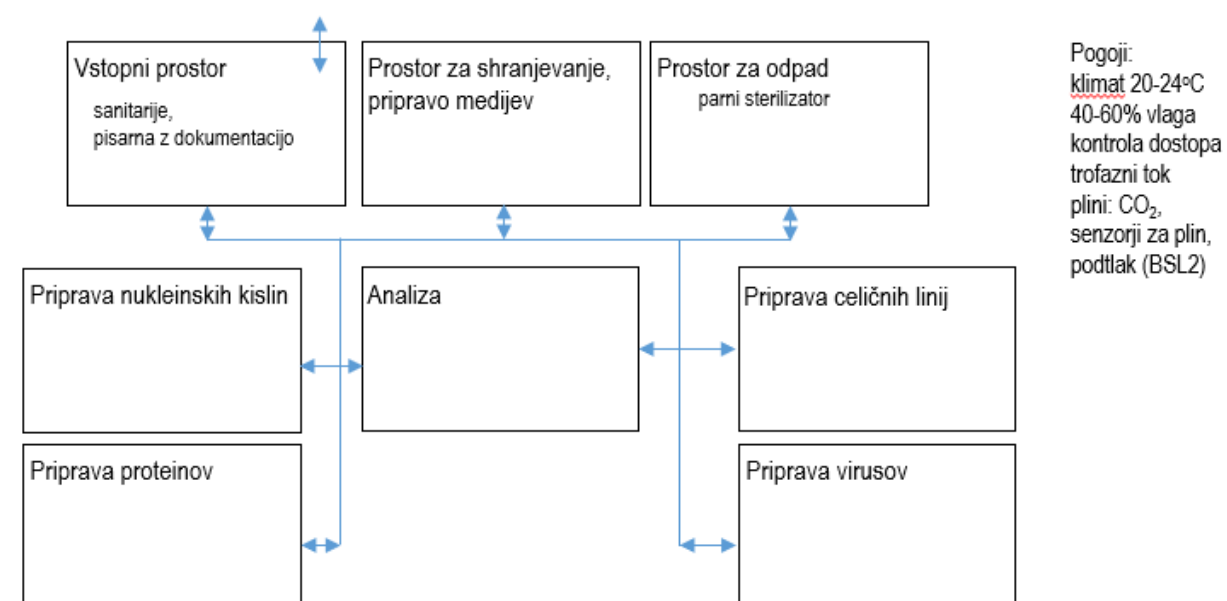 Vstopni prostor
sanitarije,
pisarna z dokumentacijo
Prostor za shranjevanje,
pripravo medijev
Prostor za odpad
parni sterilizator
Pogoji:
klimat 20-24ºC
40-60% vlaga
kontrola dostopa
trofazni tok
plini: CO₂,
senzorji za plin,
podtlak (BSL2)
Priprava nukleinskih kislin
Analiza
Priprava celičnih linij
Priprava proteinov
Priprava virusov